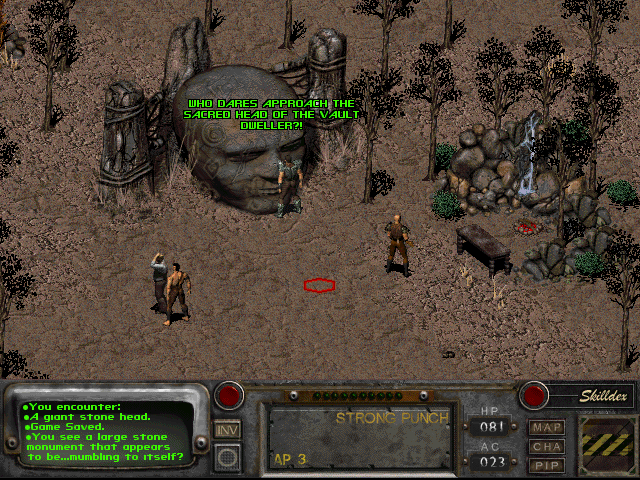 WHO DARES APPROACH THE
SACRED HEAD OF THE VAULT
DWELLER?!
You encounter:
A giant stone head.
Game Saved.
You see a large stone
monument that appears
to be...mumbling to itself?
INV
STRONG PUNCH
AP 3
HP
081
AC
023
Skilldex
MAP
CHA
PIP